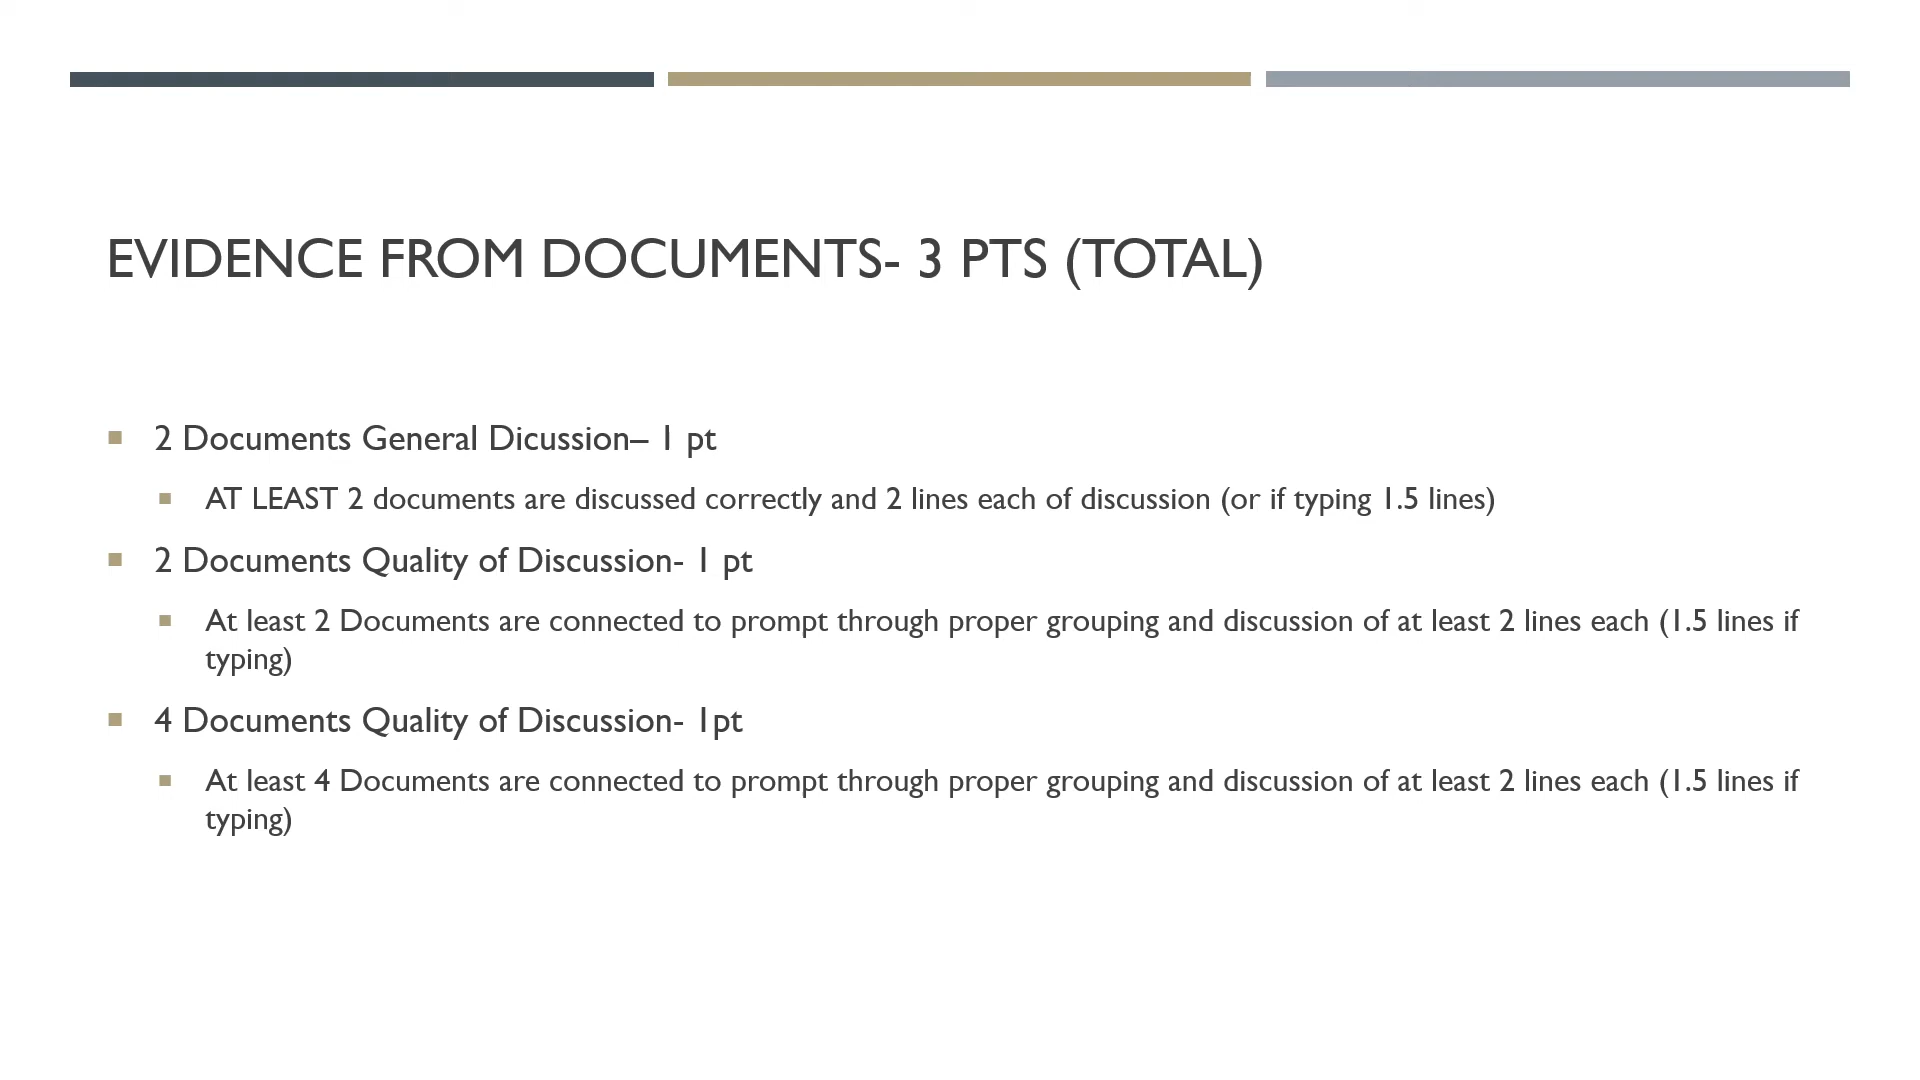 EVIDENCE FROM DOCUMENTS- 3 PTS (TOTAL)
2 Documents General Dicussion– 1 pt
AT LEAST 2 documents are discussed correctly and 2 lines each of discussion (or if typing 1.5 lines)
2 Documents Quality of Discussion- 1 pt
At least 2 Documents are connected to prompt through proper grouping and discussion of at least 2 lines each (1.5 lines if
typing)
4 Documents Quality of Discussion- 1pt
At least 4 Documents are connected to prompt through proper grouping and discussion of at least 2 lines each (1.5 lines if
typing)